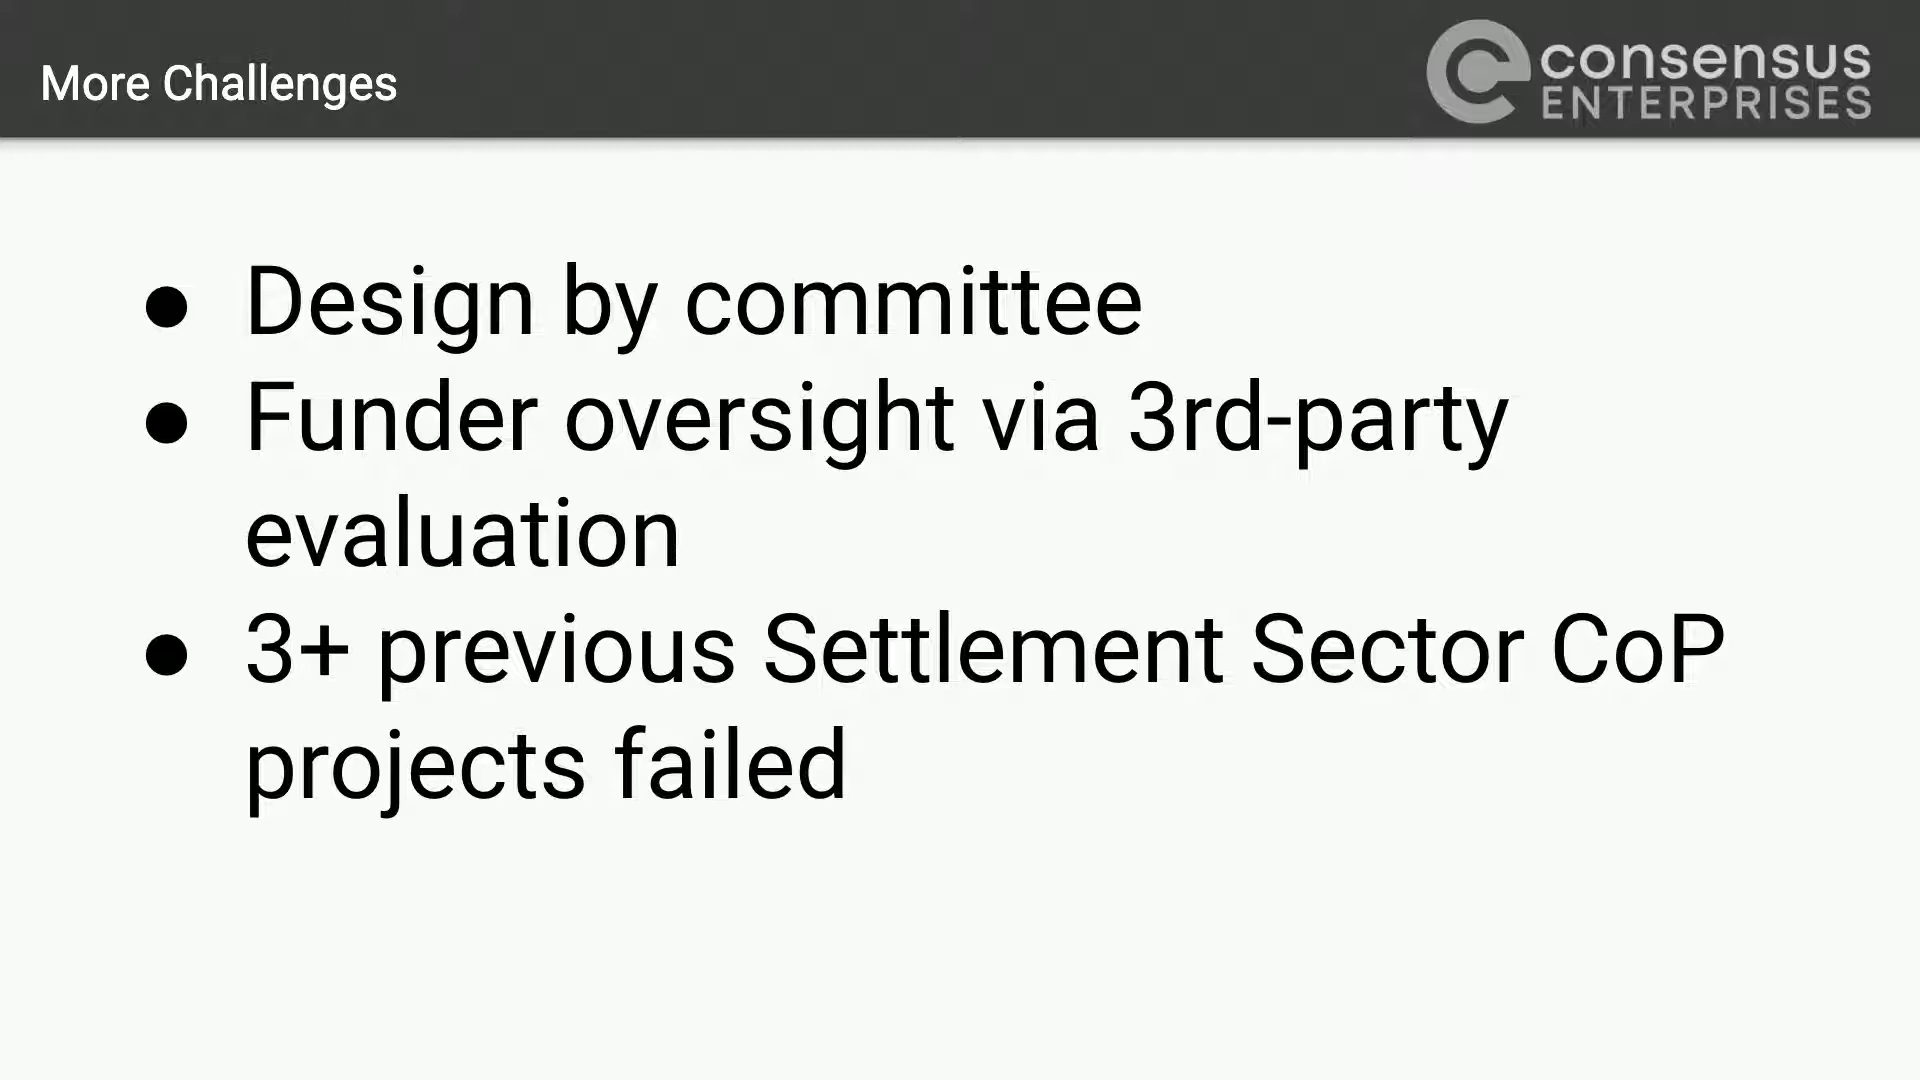 More Challenges
consensus
ENTERPRISES
● Design by committee
● Funder oversight via 3rd-party
evaluation
● 3+ previous Settlement Sector CoP
projects failed